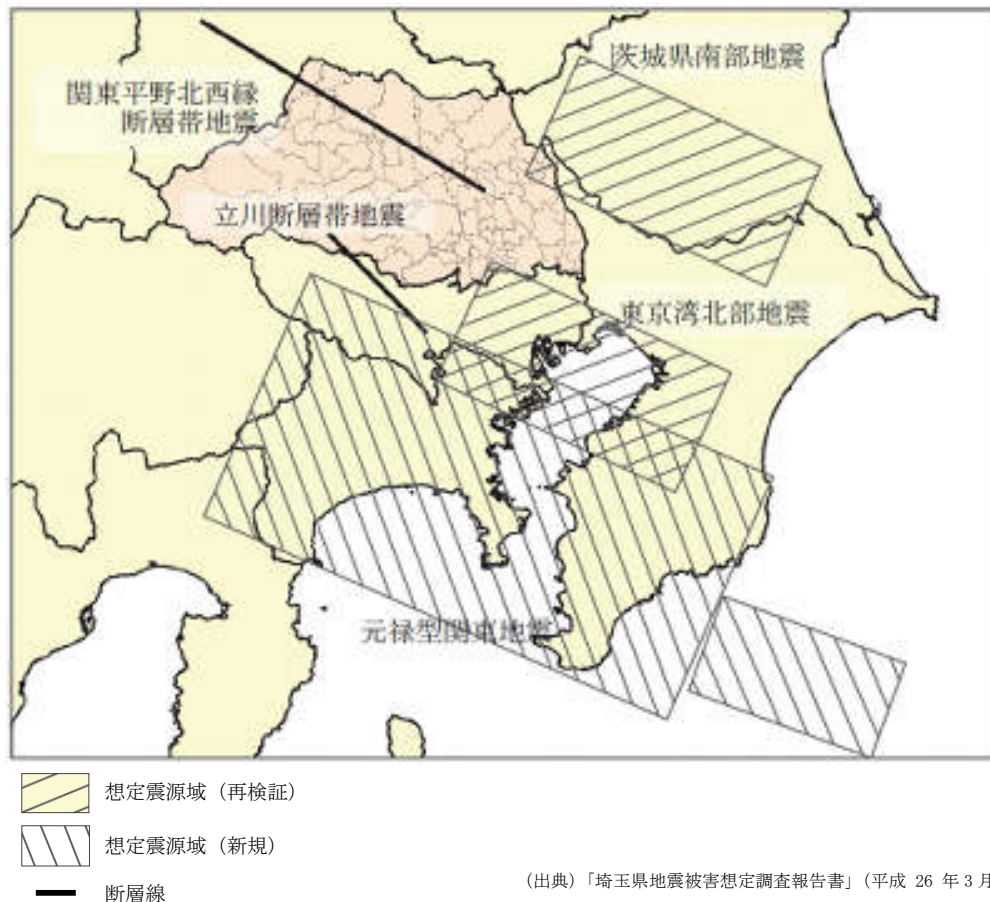 茨城県南部地震
関東平野北西縁
断層帯地震
立川断層帯地震
東京湾北部地震
元禄型関東地震
想定震源域（再検証）
想定震源域（新規）
断層線
（出典）「埼玉県地震被害想定調査報告書」（平成 26 年 3 月